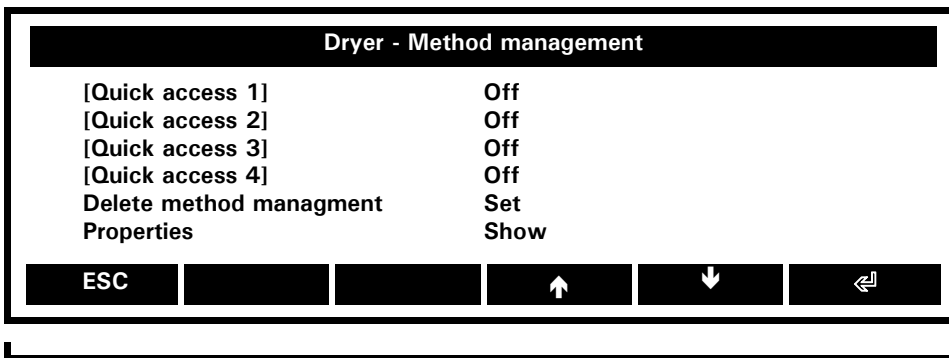 Dryer - Method management
[Quick access 1] Off
[Quick access 2] Off
[Quick access 3] Off
[Quick access 4] Off
Delete method managment Set
Properties Show
ESC ↑ ↓ ⏎